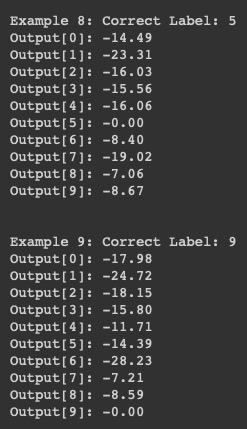 Example 8: Correct Label: 5
Output[0]: -14.49
Output[1]: -23.31
Output[2]: -16.03
Output[3]: -15.56
Output[4]: -16.06
Output[5]: -0.00
Output[6]: -8.40
Output[7]: -19.02
Output[8]: -7.06
Output[9]: -8.67
Example 9: Correct Label: 9
Output[0]: -17.98
Output[1]: -24.72
Output[2]: -18.15
Output[3]: -15.80
Output[4]: -11.71
Output[5]: -14.39
Output[6]: -28.23
Output[7]: -7.21
Output[8]: -8.59
Output[9]: -0.00